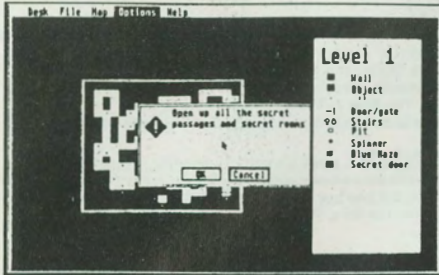 Desk File Map Options Help
Level 1
Wall
Object
Door/gate
Stairs
Pit
Spinner
Blue Haze
Secret door
Open up all the secret
passages and secret rooms
OK Cancel